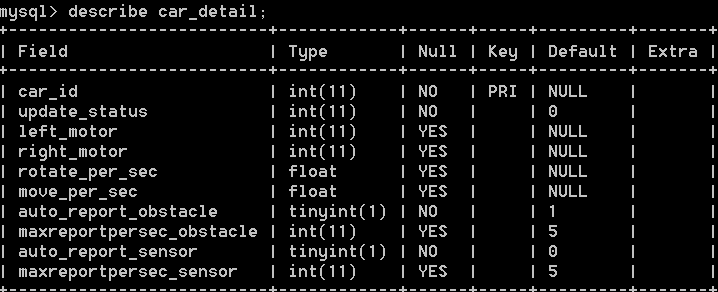 mysql> describe car_detail;
+------------------------+------------+------+-----+---------+-------+
| Field | Type | Null | Key | Default | Extra |
+------------------------+------------+------+-----+---------+-------+
| car_id | int(11) | NO | PRI | NULL | |
| update_status | int(11) | NO | | 0 | |
| left_motor | int(11) | YES | | NULL | |
| right_motor | int(11) | YES | | NULL | |
| rotate_per_sec | float | YES | | NULL | |
| move_per_sec | float | YES | | NULL | |
| auto_report_obstacle | tinyint(1) | NO | | 1 | |
| maxreportpersec_obstacle | int(11) | YES | | 5 | |
| auto_report_sensor | tinyint(1) | NO | | 0 | |
| maxreportpersec_sensor | int(11) | YES | | 5 | |
+------------------------+------------+------+-----+---------+-------+